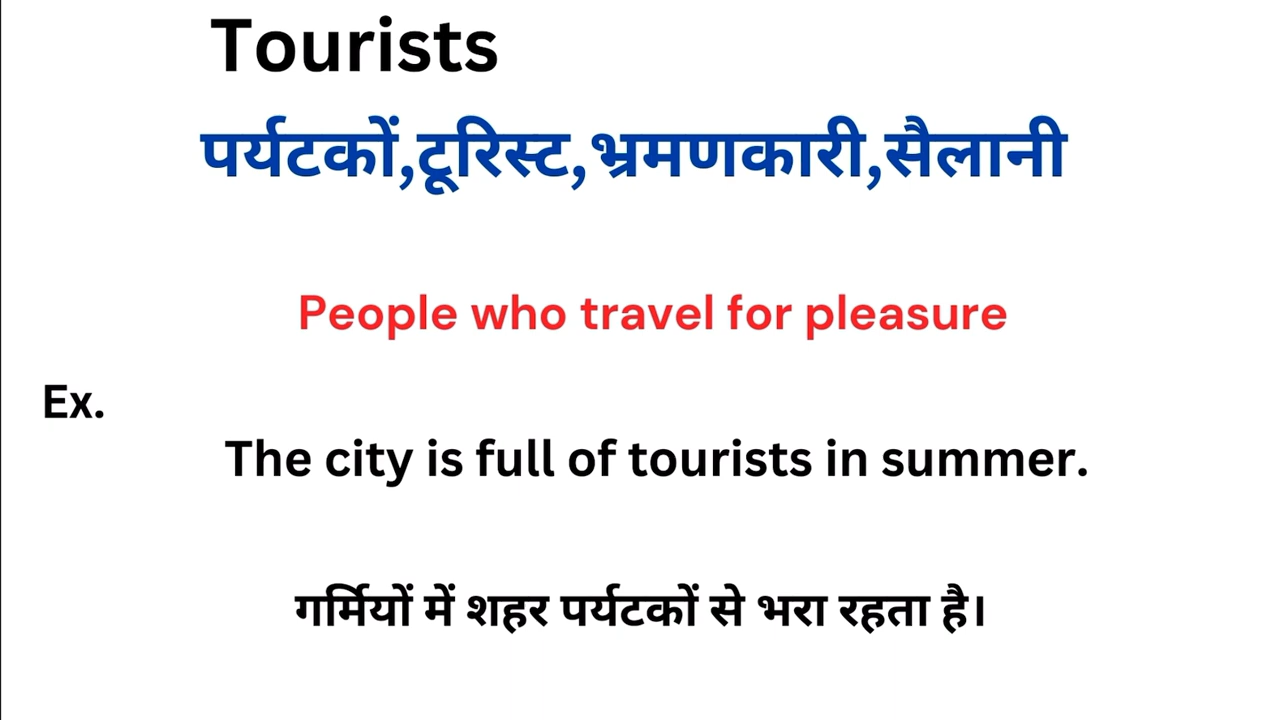 Tourists
पर्यटकों,टूरिस्ट,भ्रमणकारी,सैलानी
People who travel for pleasure
Ex.
The city is full of tourists in summer.
गर्मियों में शहर पर्यटकों से भरा रहता है।